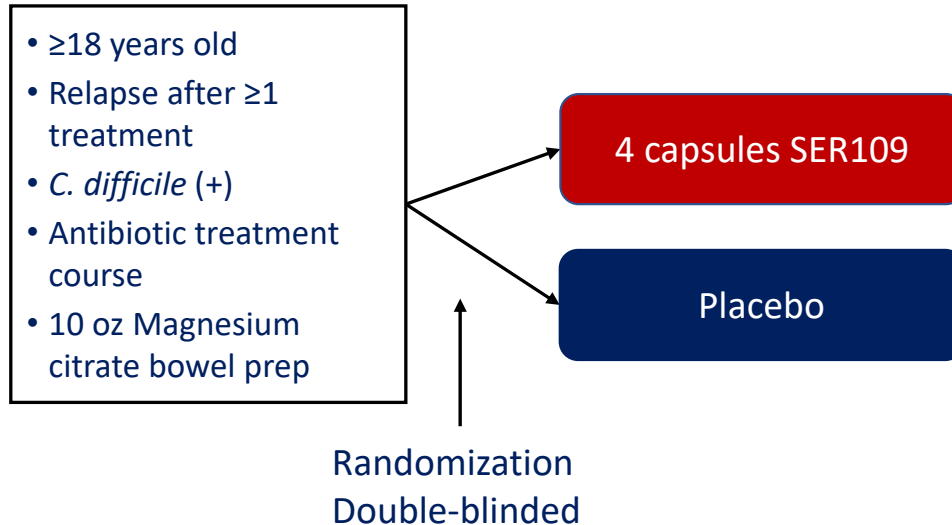 • ≥18 years old
• Relapse after ≥1
treatment
• C. difficile (+)
• Antibiotic treatment
course
• 10 oz Magnesium
citrate bowel prep
4 capsules SER109
Placebo
Randomization
Double-blinded